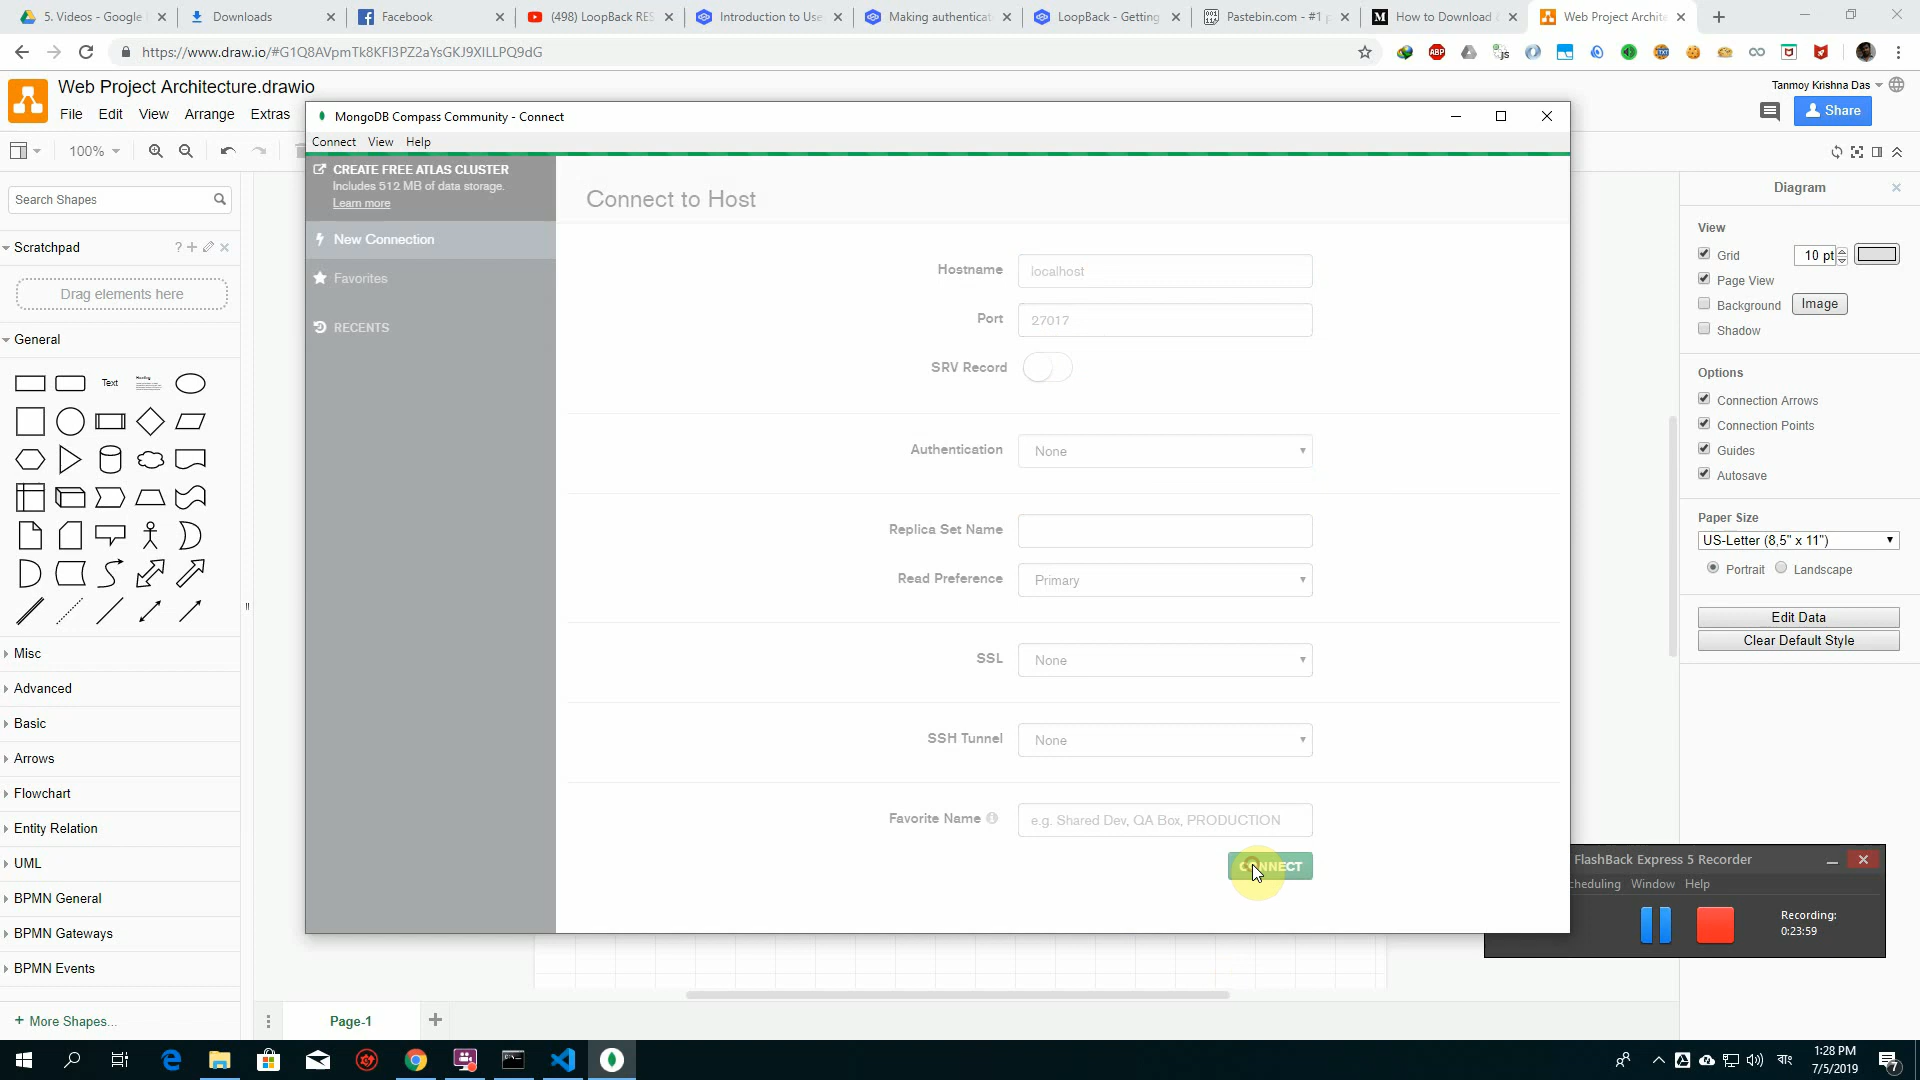 5. Videos - Google
Downloads
Facebook
(498) LoopBack RES
Introduction to Use
Making authenticat
LoopBack - Getting
Pastebin.com - #1 p
How to Download
Web Project Archite
https://www.draw.io/#G1Q8AVpmTk8KFI3PZ2aYsGKJ9XILLPQ9dG
Web Project Architecture.drawio
Tanmoy Krishna Das
File Edit View Arrange Extras
Share
100%
Search Shapes
Scratchpad
Drag elements here
General
Text
Heading
Misc
Advanced
Basic
Arrows
Flowchart
Entity Relation
UML
BPMN General
BPMN Gateways
BPMN Events
+ More Shapes...
Page-1
MongoDB Compass Community - Connect
Connect View Help
CREATE FREE ATLAS CLUSTER
Includes 512 MB of data storage.
Learn more
New Connection
Favorites
RECENTS
Connect to Host
Hostname localhost
Port 27017
SRV Record
Authentication None
Replica Set Name
Read Preference Primary
SSL None
SSH Tunnel None
Favorite Name e.g. Shared Dev, QA Box, PRODUCTION
CONNECT
Diagram
View
Grid 10 pt
Page View
Background Image
Shadow
Options
Connection Arrows
Connection Points
Guides
Autosave
Paper Size
US-Letter (8,5" x 11")
Portrait Landscape
Edit Data
Clear Default Style
FlashBack Express 5 Recorder
cheduling Window Help
Recording:
0:23:59
বাং
1:28 PM
7/5/2019
7